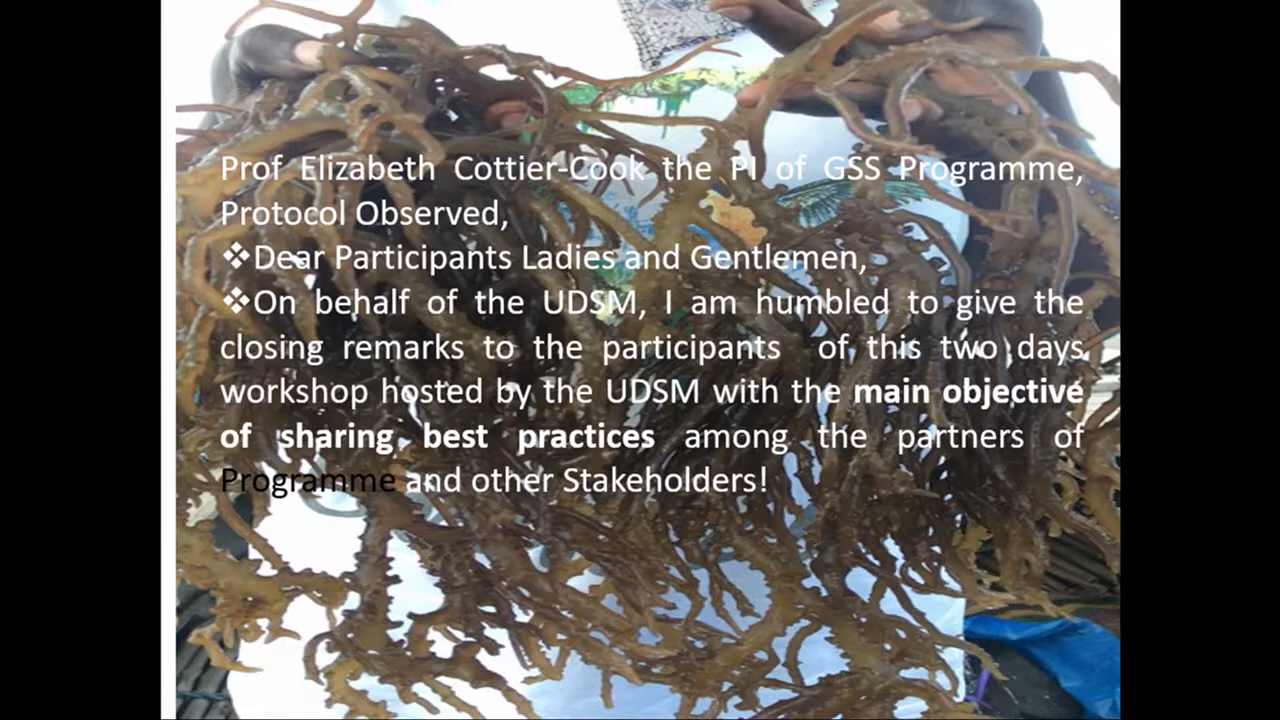 Prof Elizabeth Cottier-Cook the PI of GSS Programme,
Protocol Observed,
❖Dear Participants Ladies and Gentlemen,
❖On behalf of the UDSM, I am humbled to give the
closing remarks to the participants of this two days
workshop hosted by the UDSM with the main objective
of sharing best practices among the partners of
Programme and other Stakeholders!